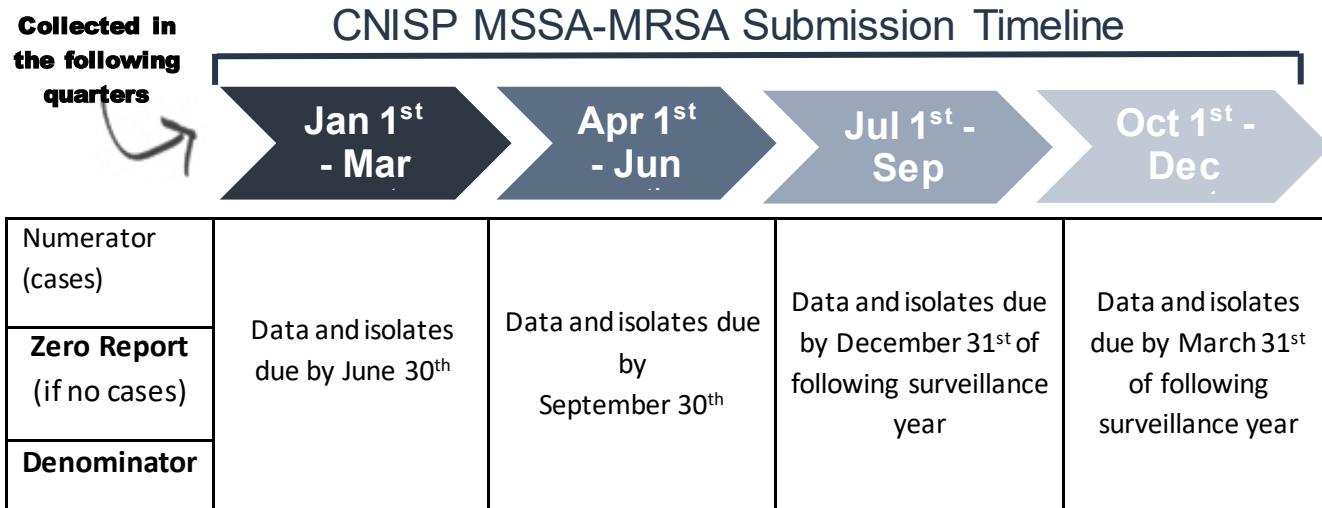 Collected in
the following
quarters
CNISP MSSA-MRSA Submission Timeline
Jan 1st
- Mar
Apr 1st
- Jun
Jul 1st -
Sep
Oct 1st -
Dec
Numerator
(cases)
Zero Report
(if no cases)
Denominator
Data and isolates
due by June 30th
Data and isolates due
by
September 30th
Data and isolates due
by December 31st of
following surveillance
year
Data and isolates
due by March 31st
of following
surveillance year